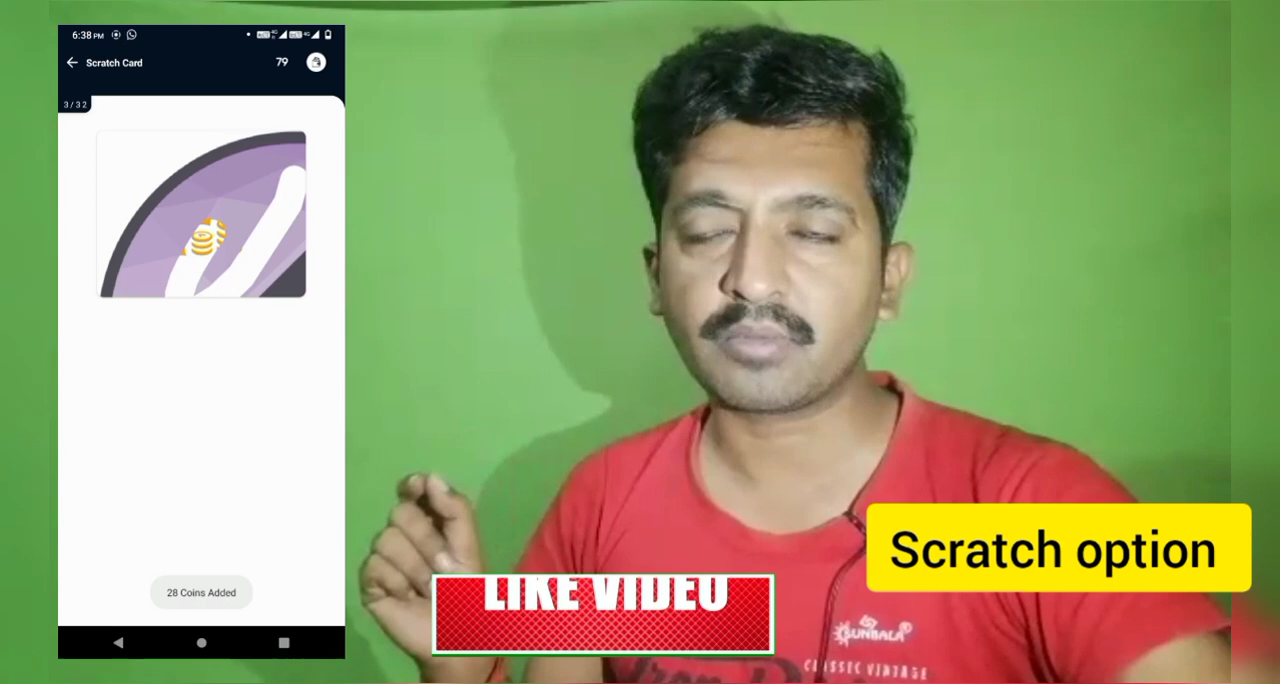 6:38 PM
Scratch Card
79
3/32
28 Coins Added
LIKE VIDEO
Scratch option
SUNBALA
CLASSIC VINTAGE